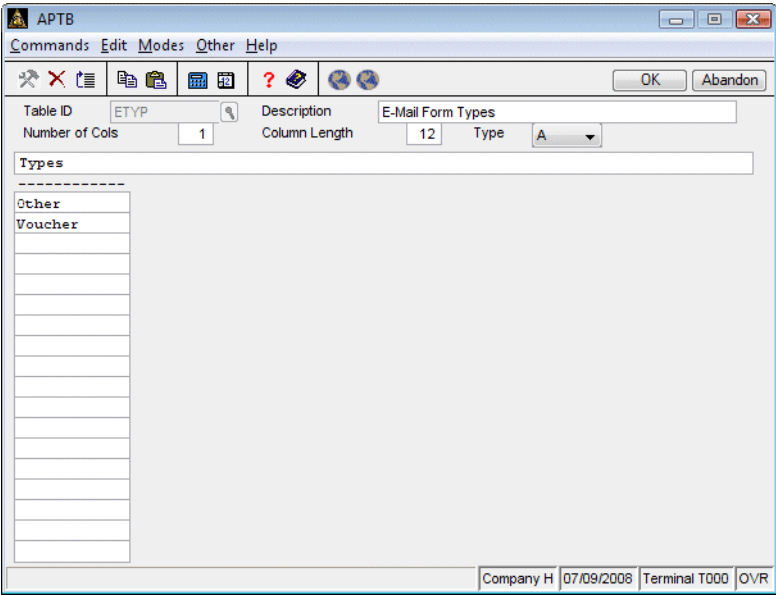 APTB
Commands Edit Modes Other Help
OK Abandon
Table ID ETYP Description E-Mail Form Types
Number of Cols 1 Column Length 12 Type A
Types
------------
Other
Voucher
Company H 07/09/2008 Terminal T000 OVR